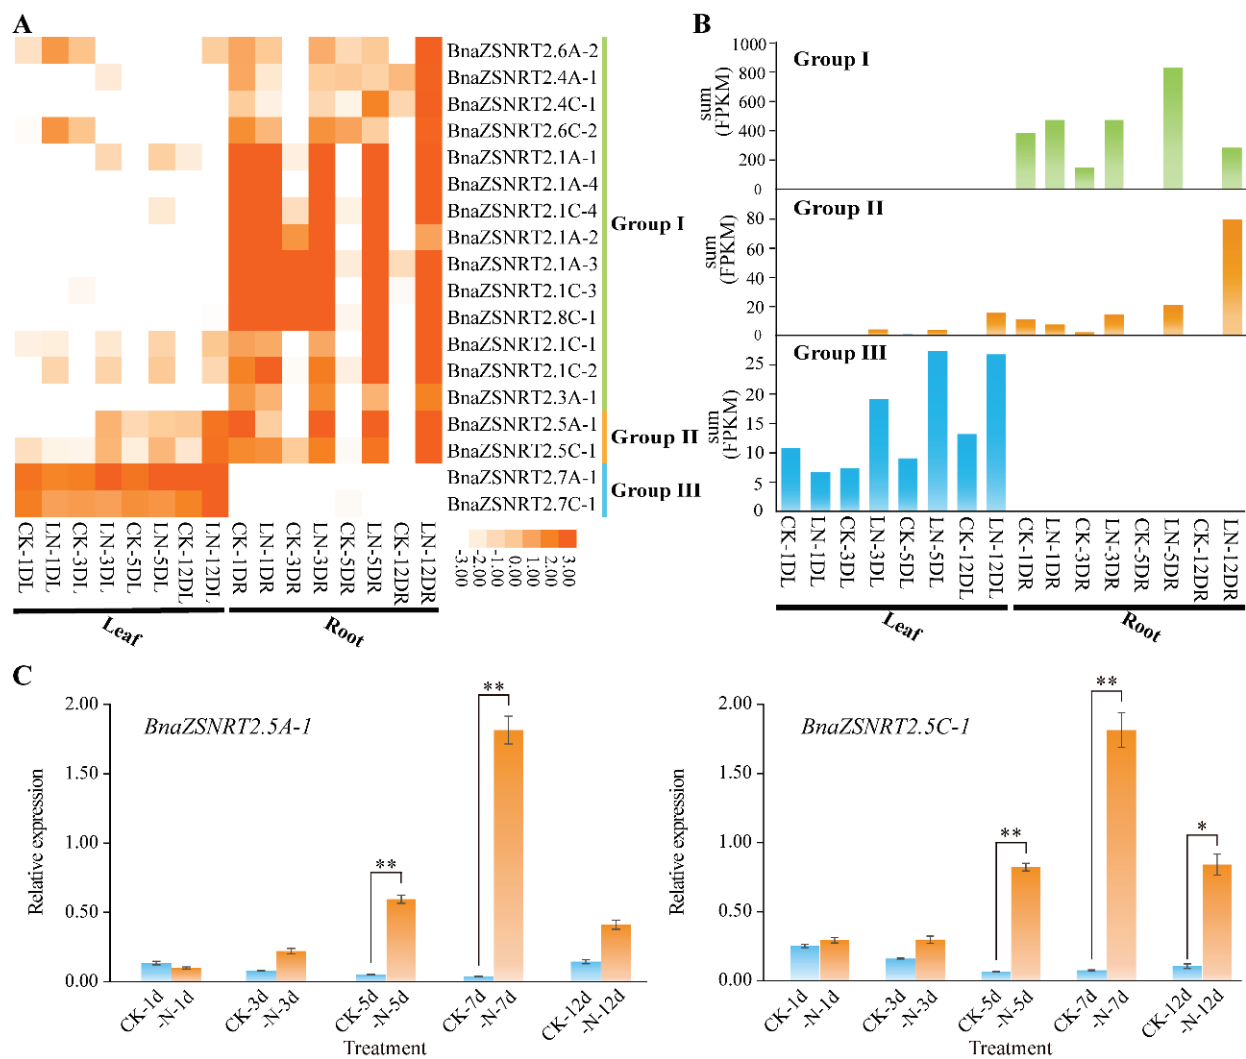 A
BnaZSNRT2.6A-2
BnaZSNRT2.4A-1
BnaZSNRT2.4C-1
BnaZSNRT2.6C-2
BnaZSNRT2.1A-1
BnaZSNRT2.1A-4
BnaZSNRT2.1C-4
BnaZSNRT2.1A-2
BnaZSNRT2.1A-3
BnaZSNRT2.1C-3
BnaZSNRT2.8C-1
BnaZSNRT2.1C-1
BnaZSNRT2.1C-2
BnaZSNRT2.3A-1
BnaZSNRT2.5A-1
BnaZSNRT2.5C-1
BnaZSNRT2.7A-1
BnaZSNRT2.7C-1
Group I
Group II
Group III
CK-1DL
LN-1DL
CK-3DL
LN-3DL
CK-5DL
LN-5DL
CK-12DL
LN-12DL
CK-1DR
LN-1DR
CK-3DR
LN-3DR
CK-5DR
LN-5DR
CK-12DR
LN-12DR
Leaf
Root
-3.00
-2.00
-1.00
0.00
1.00
2.00
3.00
B
Group I
sum
(FPKM)
1000
800
600
400
200
0
Group II
sum
(FPKM)
80
60
40
20
0
Group III
sum
(FPKM)
25
20
15
10
5
0
CK-1DL
LN-1DL
CK-3DL
LN-3DL
CK-5DL
LN-5DL
CK-12DL
LN-12DL
CK-1DR
LN-1DR
CK-3DR
LN-3DR
CK-5DR
LN-5DR
CK-12DR
LN-12DR
Leaf
Root
C
BnaZSNRT2.5A-1
Relative expression
2.00
1.50
1.00
0.50
0.00
**
**
CK-1d
-N-1d
CK-3d
-N-3d
CK-5d
-N-5d
CK-7d
-N-7d
CK-12d
-N-12d
Treatment
BnaZSNRT2.5C-1
Relative expression
2.00
1.50
1.00
0.50
0.00
**
**
*
CK-1d
-N-1d
CK-3d
-N-3d
CK-5d
-N-5d
CK-7d
-N-7d
CK-12d
-N-12d
Treatment